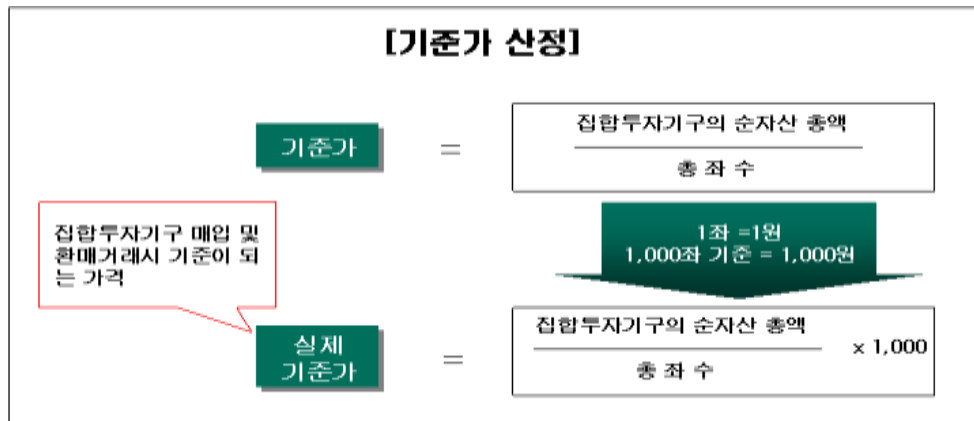 [기준가 산정]
기준가
=
집합투자기구의 순자산 총액
총 좌 수
집합투자기구 매입 및
환매거래시 기준이 되
는 가격
1좌 =1원
1,000좌 기준 = 1,000원
실제
기준가
=
집합투자기구의 순자산 총액
총 좌 수
x 1,000